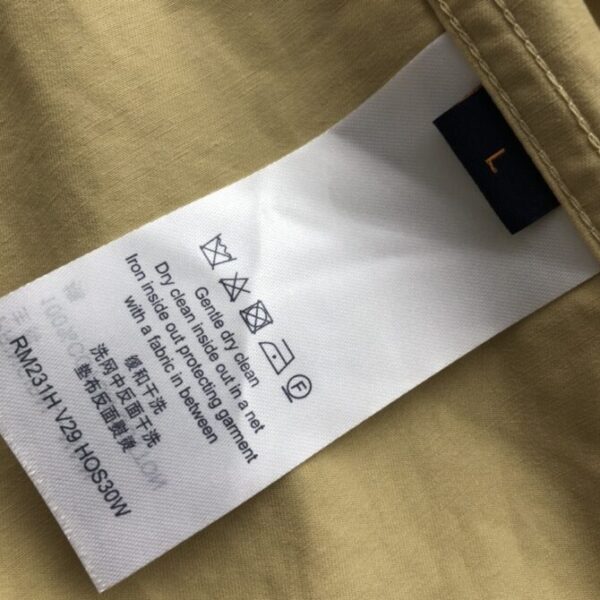 L
F
Gentle dry clean
Dry clean inside out in a net
Iron inside out protecting garment
with a fabric in between
缓和干洗
洗网中反面干洗
垫布反面熨烫
RM231H V29 HOS30W